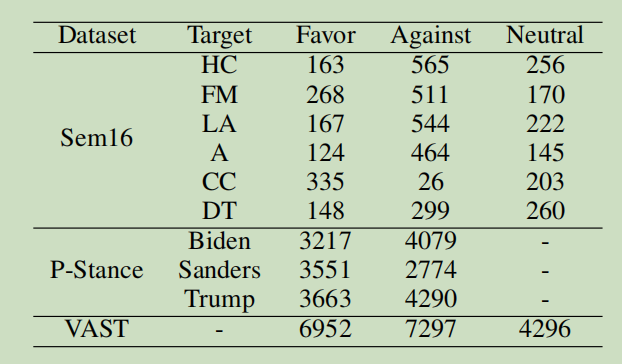 Dataset Target Favor Against Neutral
HC 163 565 256
FM 268 511 170
LA 167 544 222
Sem16
A 124 464 145
CC 335 26 203
DT 148 299 260
Biden 3217 4079 -
P-Stance Sanders 3551 2774 -
Trump 3663 4290 -
VAST - 6952 7297 4296